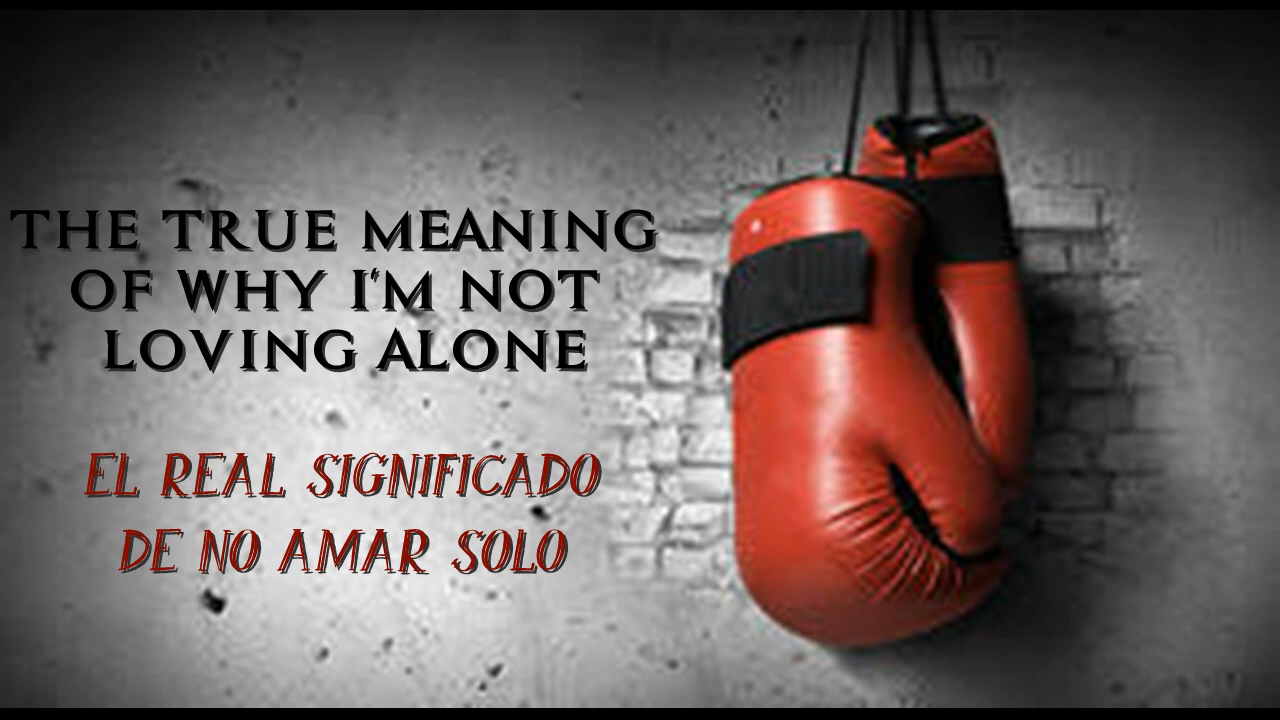 THE TRUE MEANING
OF WHY I'M NOT
LOVING ALONE
EL REAL SIGNIFICADO
DE NO AMAR SOLO